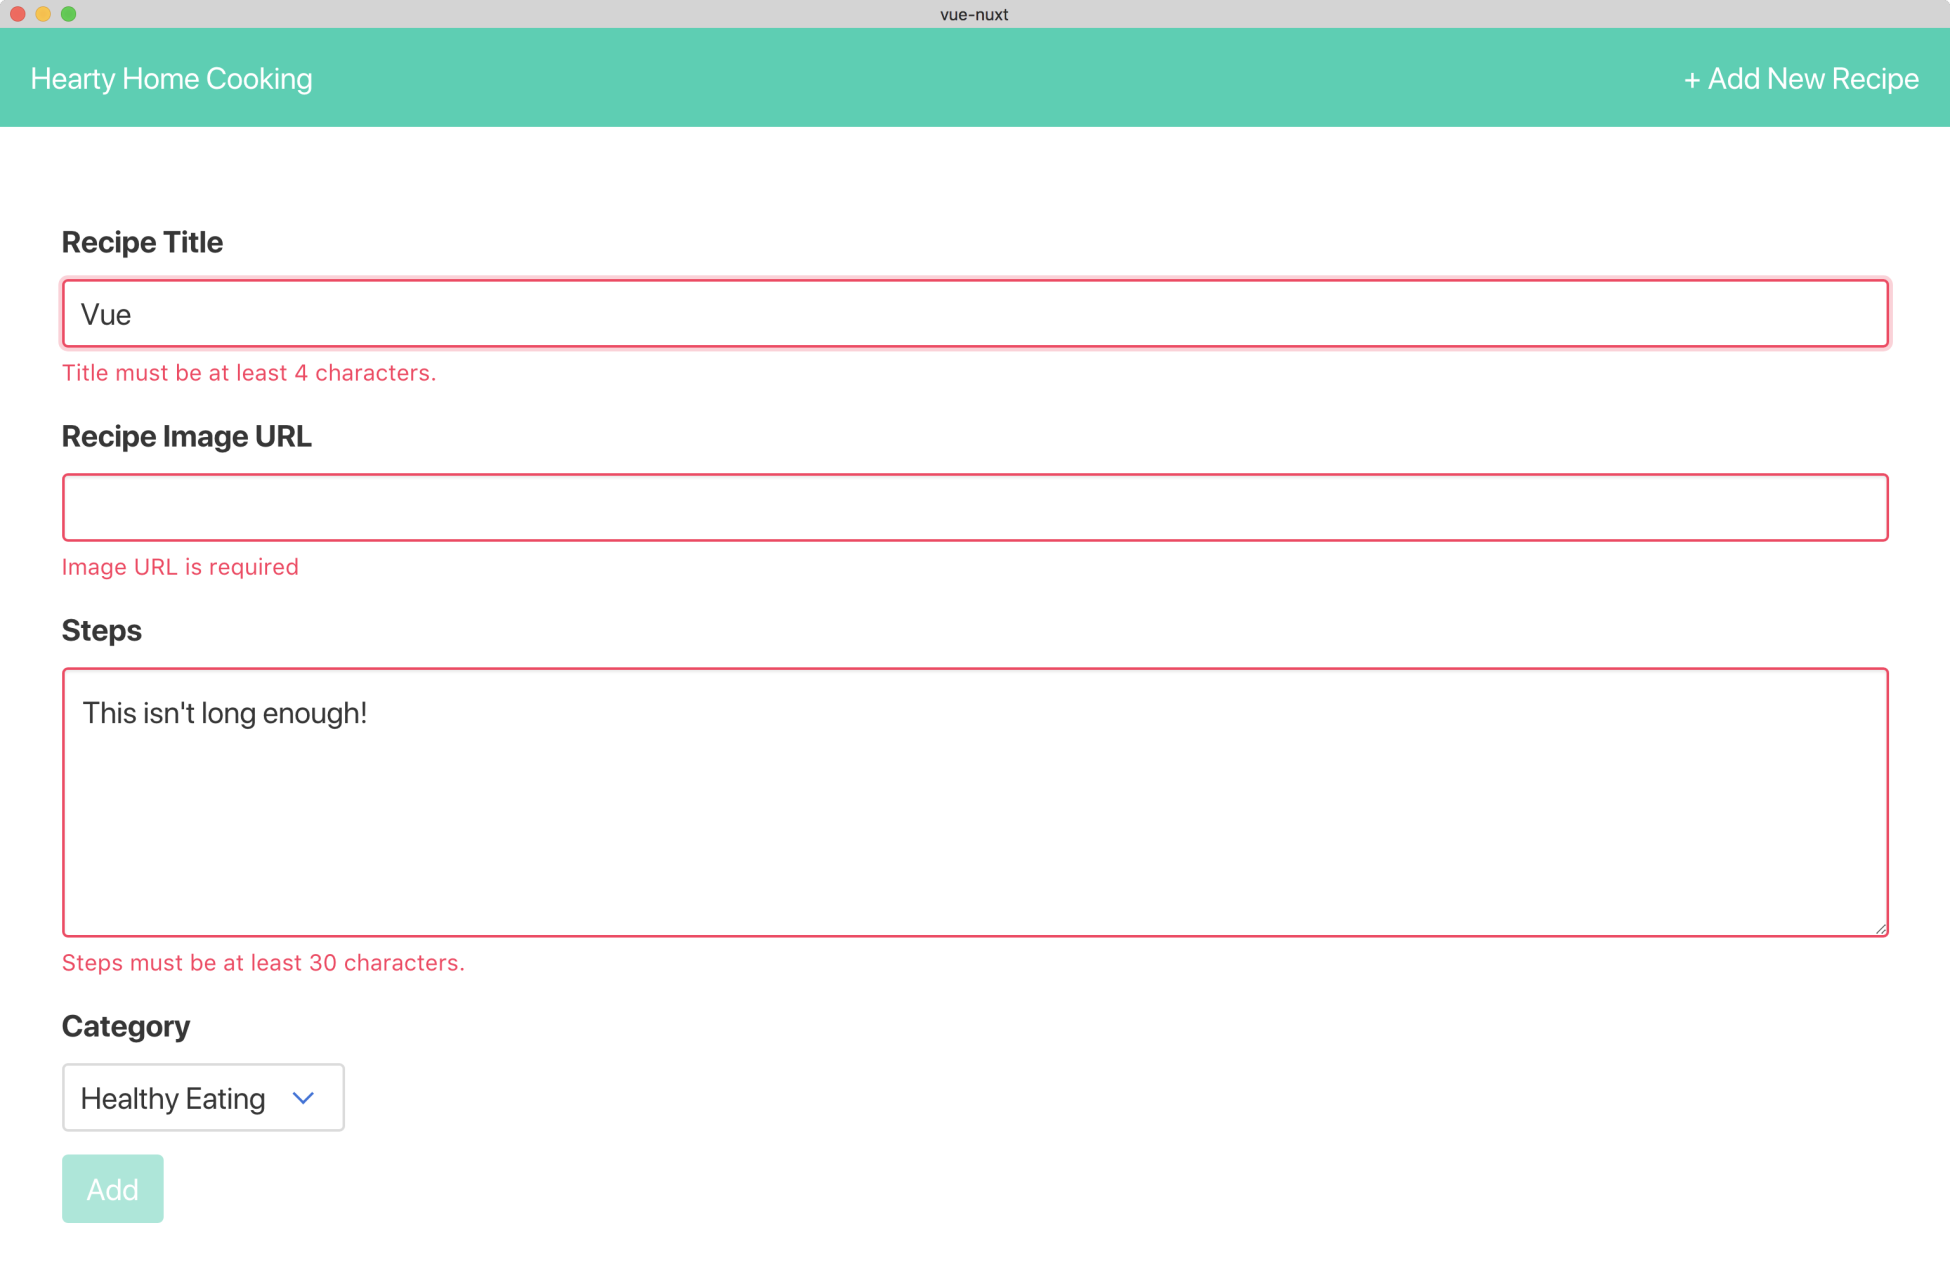 vue-nuxt
Hearty Home Cooking
+ Add New Recipe
Recipe Title
Vue
Title must be at least 4 characters.
Recipe Image URL
Image URL is required
Steps
This isn't long enough!
Steps must be at least 30 characters.
Category
Healthy Eating
Add